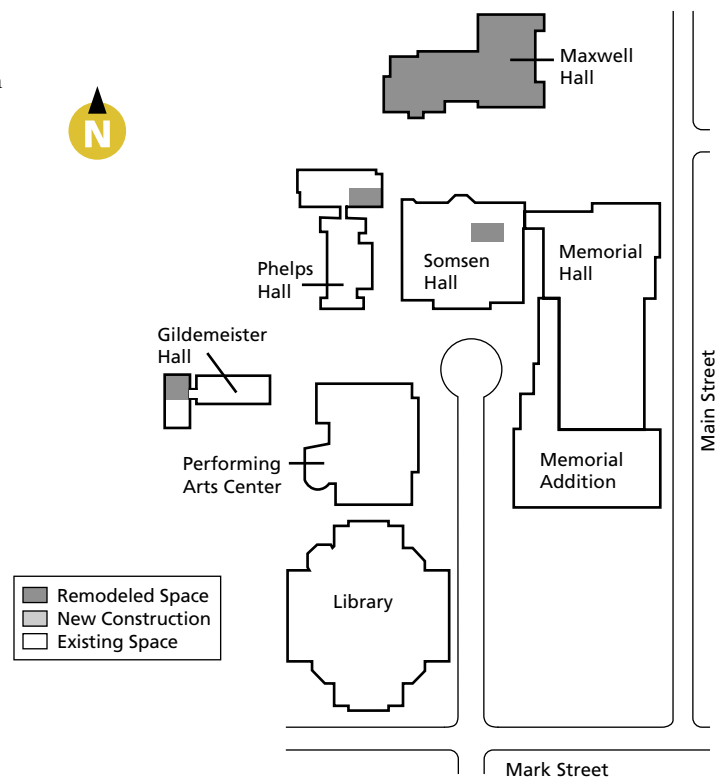 Maxwell
Hall
N
Phelps
Hall
Somsen
Hall
Memorial
Hall
Gildemeister
Hall
Main Street
Performing
Arts Center
Memorial
Addition
Library
Remodeled Space
New Construction
Existing Space
Mark Street